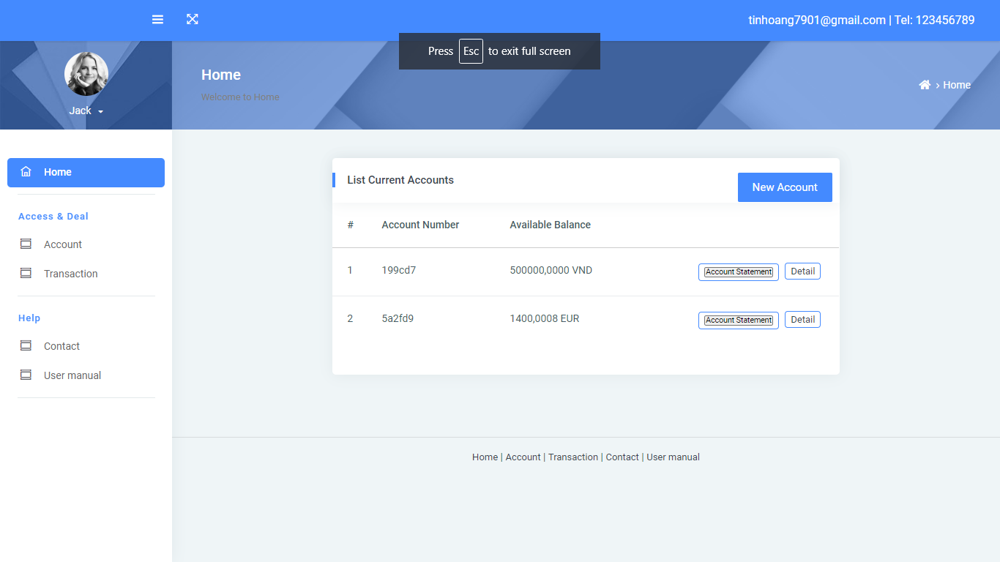 tinhoang7901@gmail.com | Tel: 123456789
Press Esc to exit full screen
Jack
Home
Welcome to Home
› Home
Home
Access & Deal
Account
Transaction
Help
Contact
User manual
List Current Accounts
New Account
# Account Number Available Balance
1 199cd7 500000,0000 VND Account Statement Detail
2 5a2fd9 1400,0008 EUR Account Statement Detail
Home | Account | Transaction | Contact | User manual